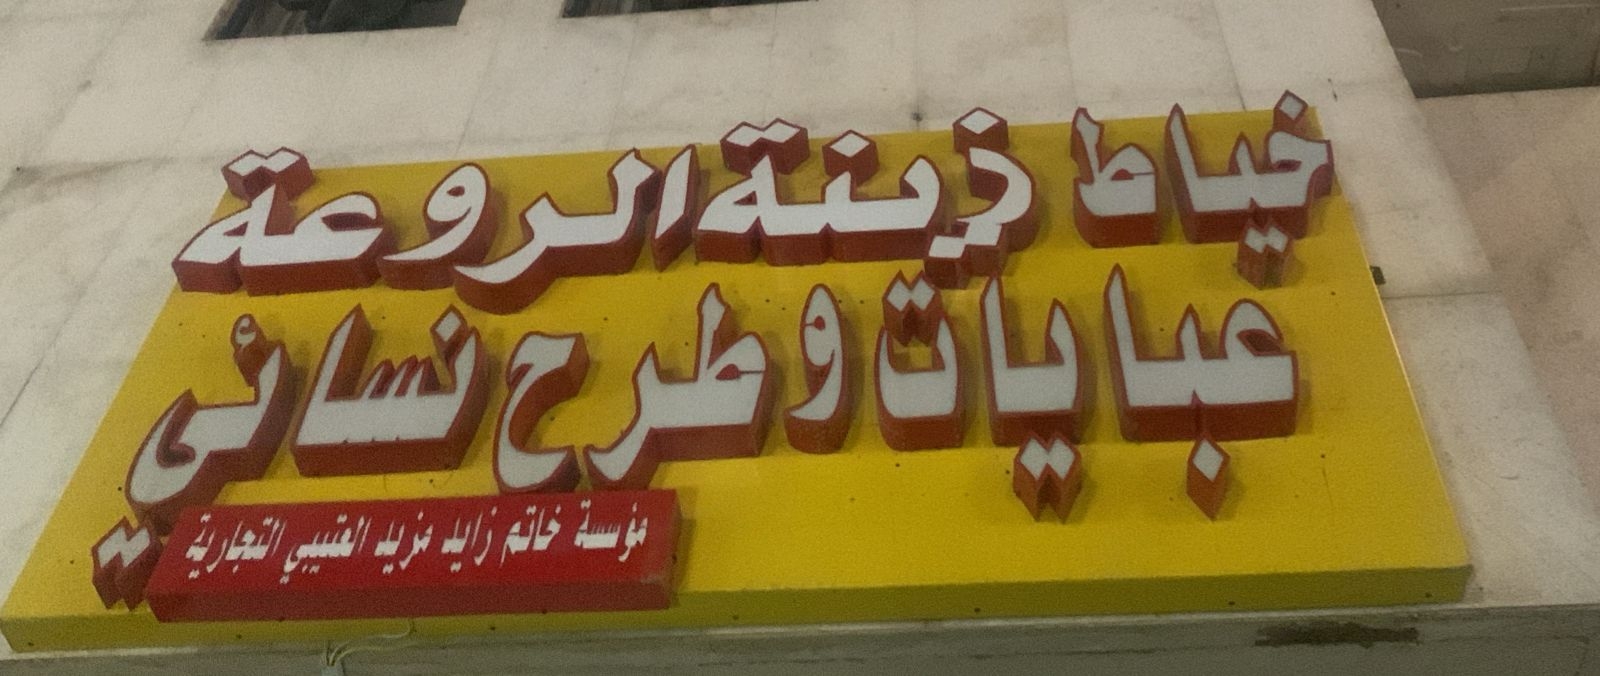 خياط زينة الروعة
عبايات وطرح نسائي
مؤسسة خاتم زايد مزيد العتيبي التجارية